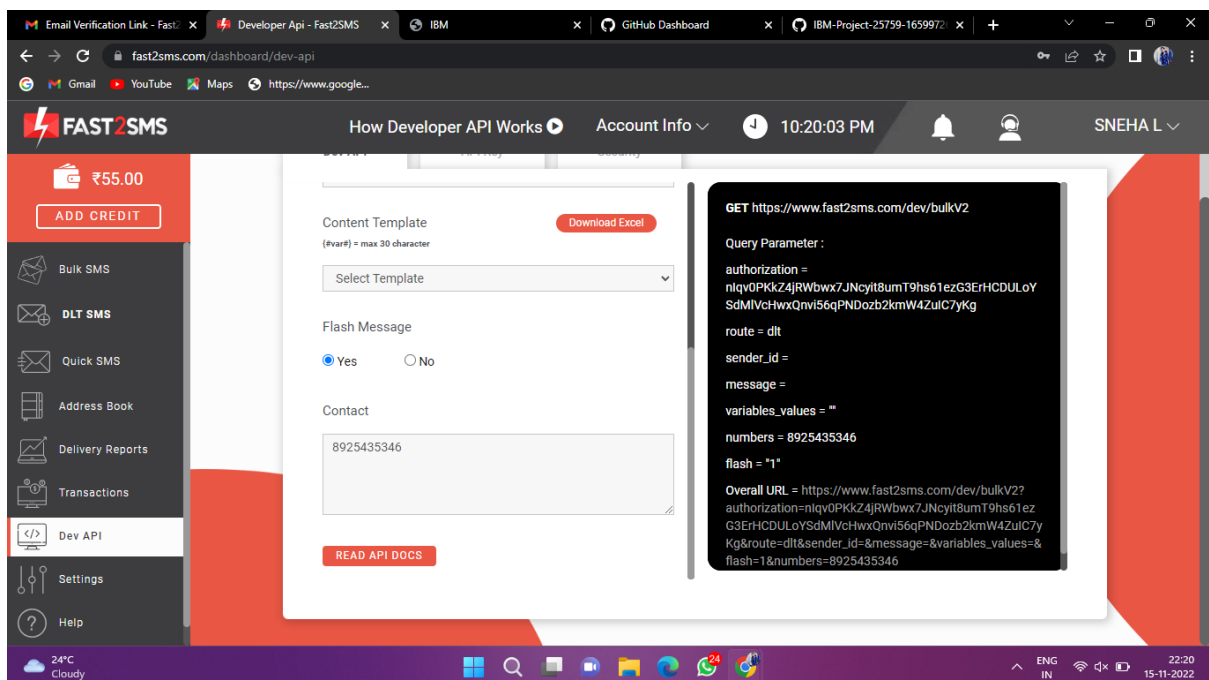 Email Verification Link - Fast2
Developer Api - Fast2SMS
IBM
GitHub Dashboard
IBM-Project-25759-1659972
fast2sms.com/dashboard/dev-api
Gmail
YouTube
Maps
https://www.google...
FAST2SMS
How Developer API Works
Account Info
10:20:03 PM
SNEHA L
₹55.00
ADD CREDIT
Bulk SMS
DLT SMS
Quick SMS
Address Book
Delivery Reports
Transactions
Dev API
Settings
Help
Content Template
Download Excel
{#var#} = max 30 character
Select Template
Flash Message
Yes
No
Contact
8925435346
READ API DOCS
GET https://www.fast2sms.com/dev/bulkV2
Query Parameter :
authorization =
nIqv0PKkZ4jRWbwx7JNcyit8umT9hs61ezG3ErHCDULoY
SdMlVcHwxQnvi56qPNDozb2kmW4ZuIC7yKg
route = dlt
sender_id =
message =
variables_values = ""
numbers = 8925435346
flash = "1"
Overall URL = https://www.fast2sms.com/dev/bulkV2?
authorization=nIqv0PKkZ4jRWbwx7JNcyit8umT9hs61ez
G3ErHCDULoYSdMlVcHwxQnvi56qPNDozb2kmW4ZuIC7y
Kg&route=dlt&sender_id=&message=&variables_values=&
flash=1&numbers=8925435346
24°C
Cloudy
24
ENG
IN
22:20
15-11-2022